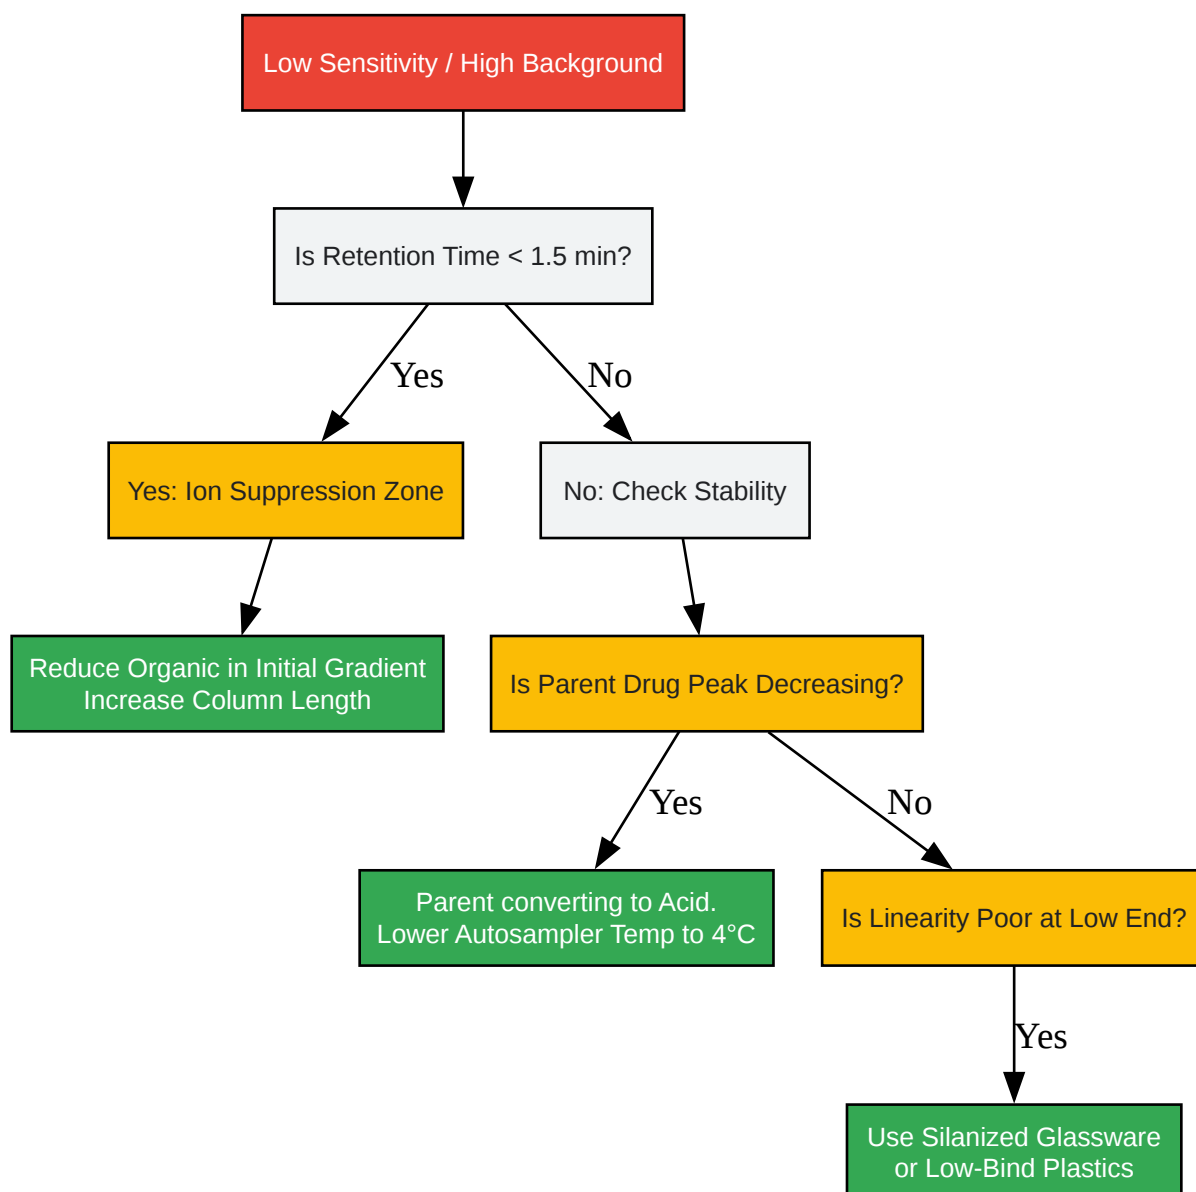 Low Sensitivity / High Background
Is Retention Time < 1.5 min?
Yes
No
Yes: Ion Suppression Zone
No: Check Stability
Reduce Organic in Initial Gradient
Increase Column Length
Is Parent Drug Peak Decreasing?
Yes
No
Parent converting to Acid.
Lower Autosampler Temp to 4°C
Is Linearity Poor at Low End?
Yes
Use Silanized Glassware
or Low-Bind Plastics